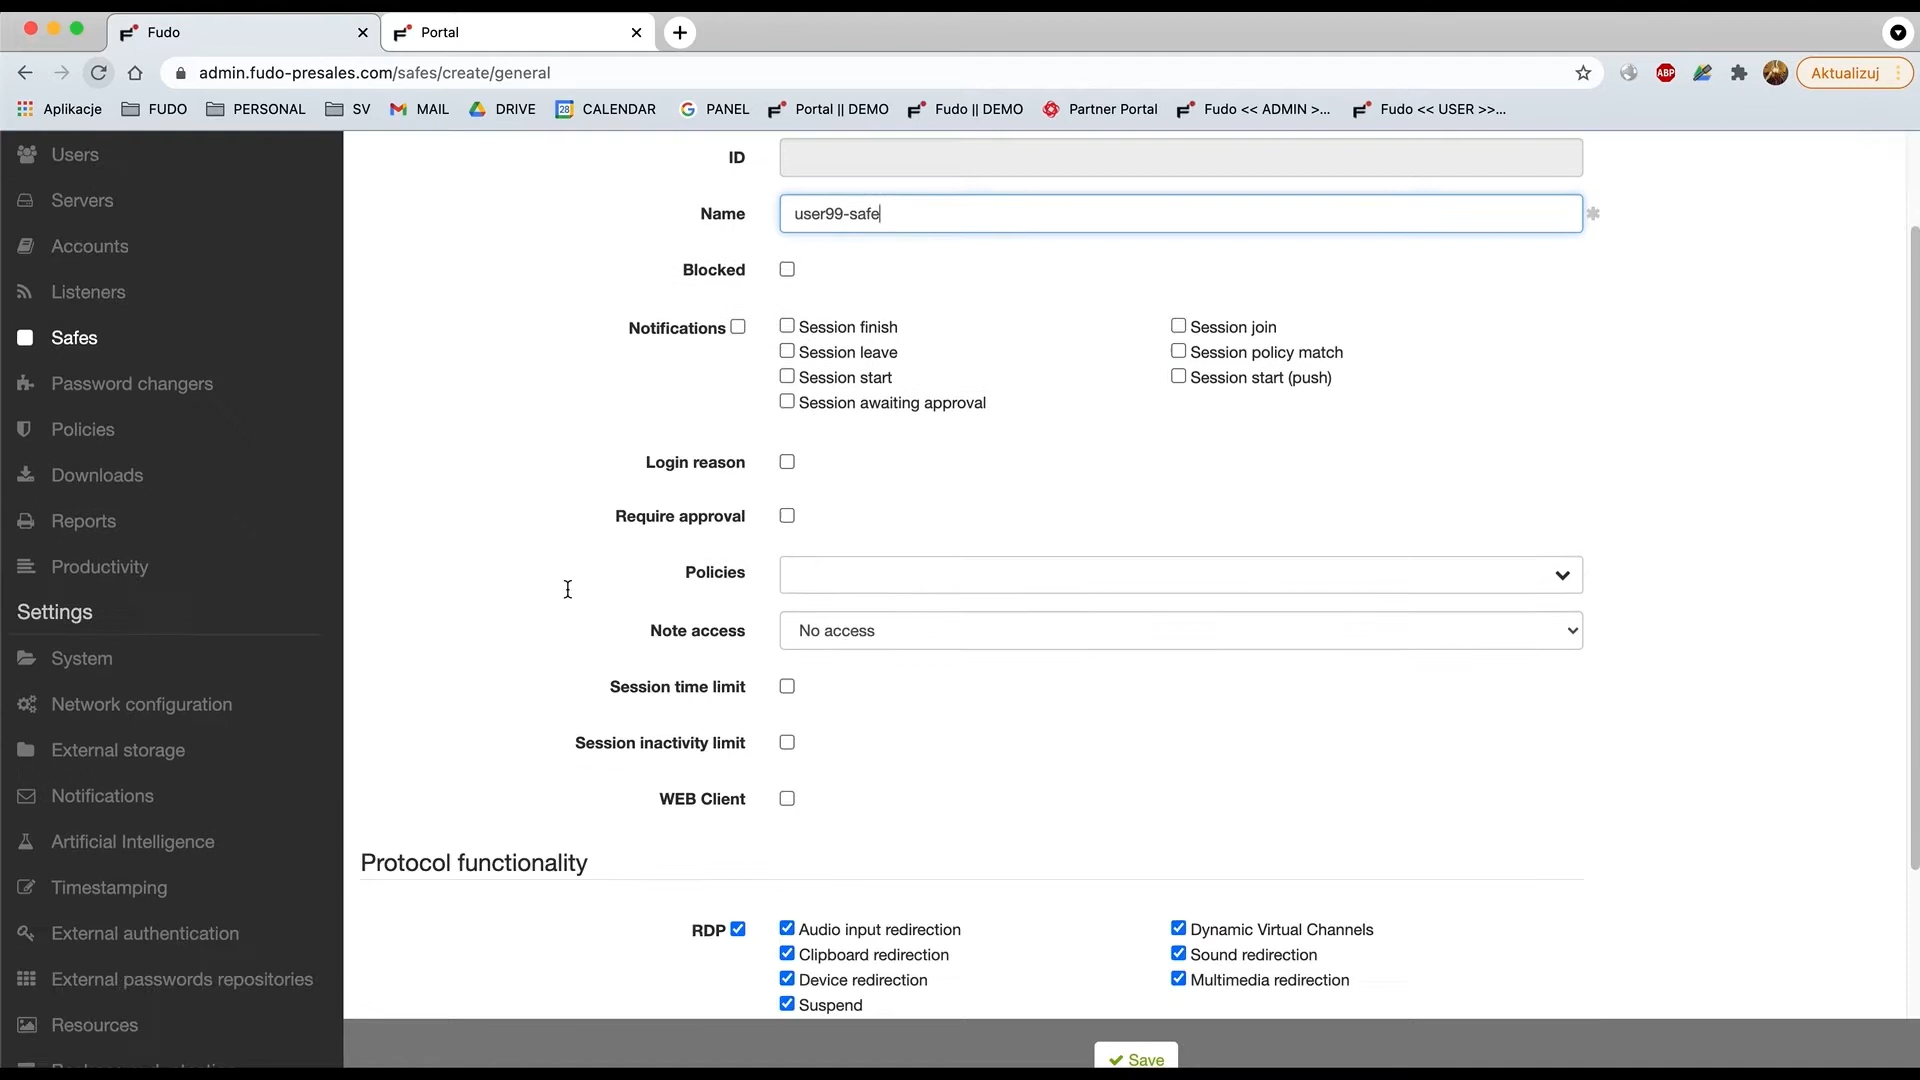 Fudo
Portal
admin.fudo-presales.com/safes/create/general
ABP
Aktualizuj
Aplikacje
FUDO
PERSONAL
SV
MAIL
DRIVE
28
CALENDAR
PANEL
Portal || DEMO
Fudo || DEMO
Partner Portal
Fudo << ADMIN >...
Fudo << USER >>...
Users
Servers
Accounts
Listeners
Safes
Password changers
Policies
Downloads
Reports
Productivity
Settings
System
Network configuration
External storage
Notifications
Artificial Intelligence
Timestamping
External authentication
External passwords repositories
Resources
ID
Name user99-safe
Blocked
Notifications
Session finish
Session join
Session leave
Session policy match
Session start
Session start (push)
Session awaiting approval
Login reason
Require approval
Policies
Note access No access
Session time limit
Session inactivity limit
WEB Client
Protocol functionality
RDP
Audio input redirection
Dynamic Virtual Channels
Clipboard redirection
Sound redirection
Device redirection
Multimedia redirection
Suspend
Save